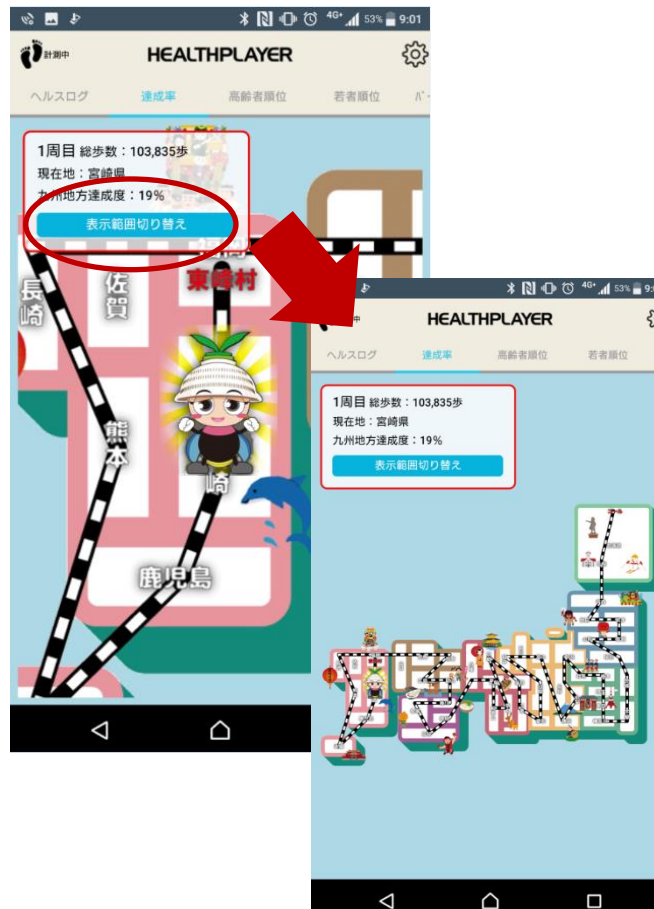 4G+ 53% 9:01
計測中 HEALTHPLAYER
ヘルスログ 達成率 高齢者順位 若者順位
1周目 総歩数：103,835歩
現在地：宮崎県
九州地方達成度：19%
表示範囲切り替え
佐賀
東峰村
長崎
熊本
崎
鹿児島
4G+ 53%
中 HEALTHPLAYER
ヘルスログ 達成率 高齢者順位 若者順位
1周目 総歩数：103,835歩
現在地：宮崎県
九州地方達成度：19%
表示範囲切り替え